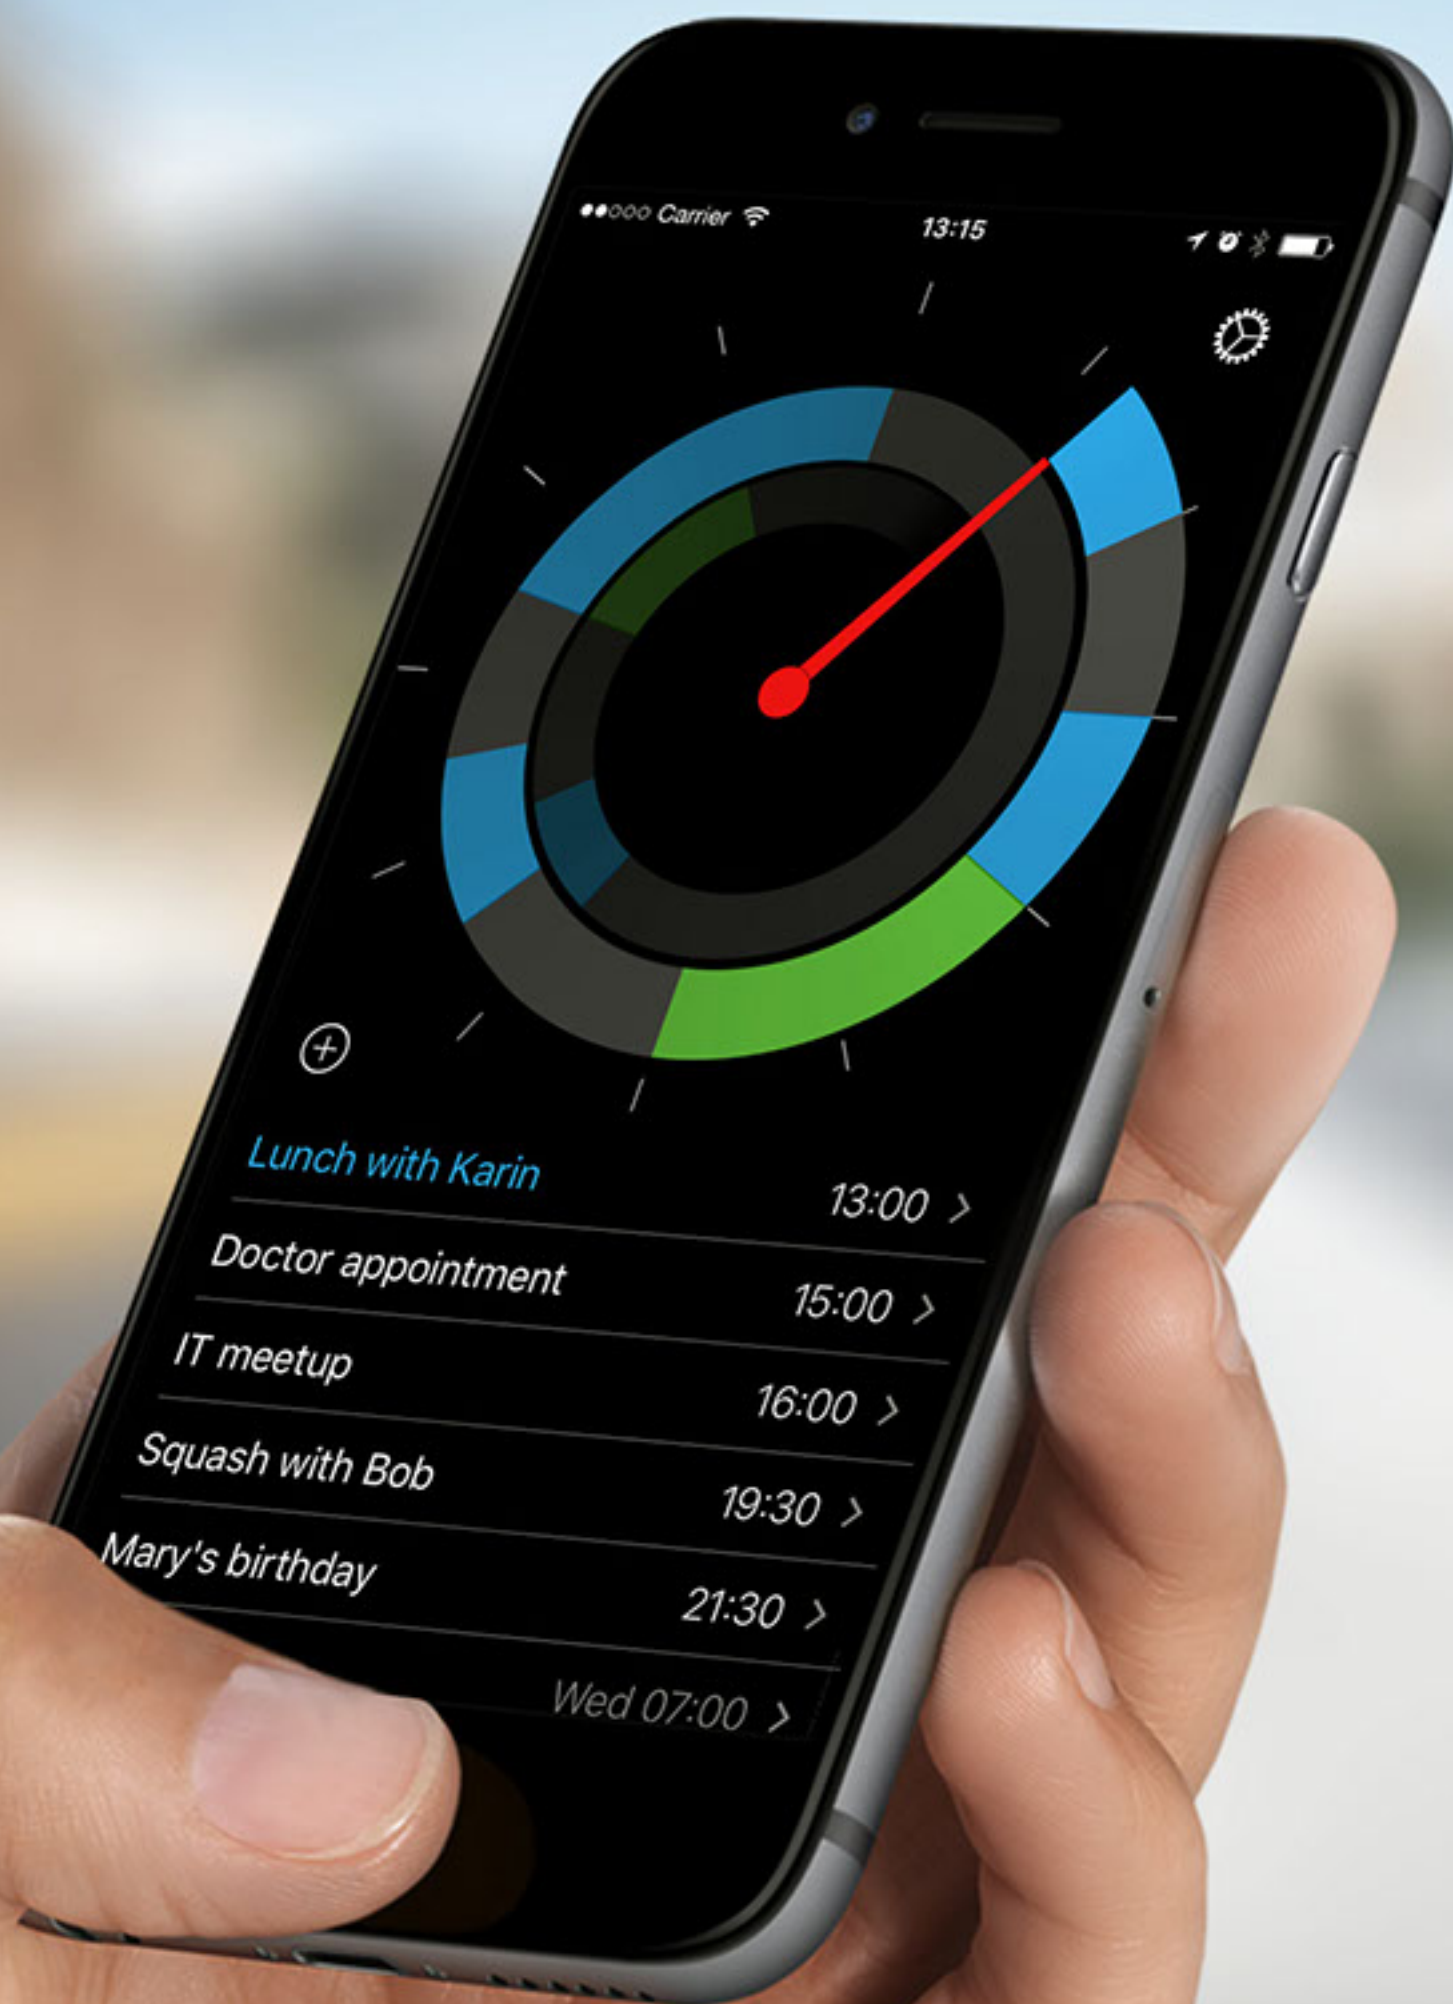 Carrier 13:15
Lunch with Karin 13:00
Doctor appointment 15:00
IT meetup 16:00
Squash with Bob 19:30
Mary's birthday 21:30
Wed 07:00